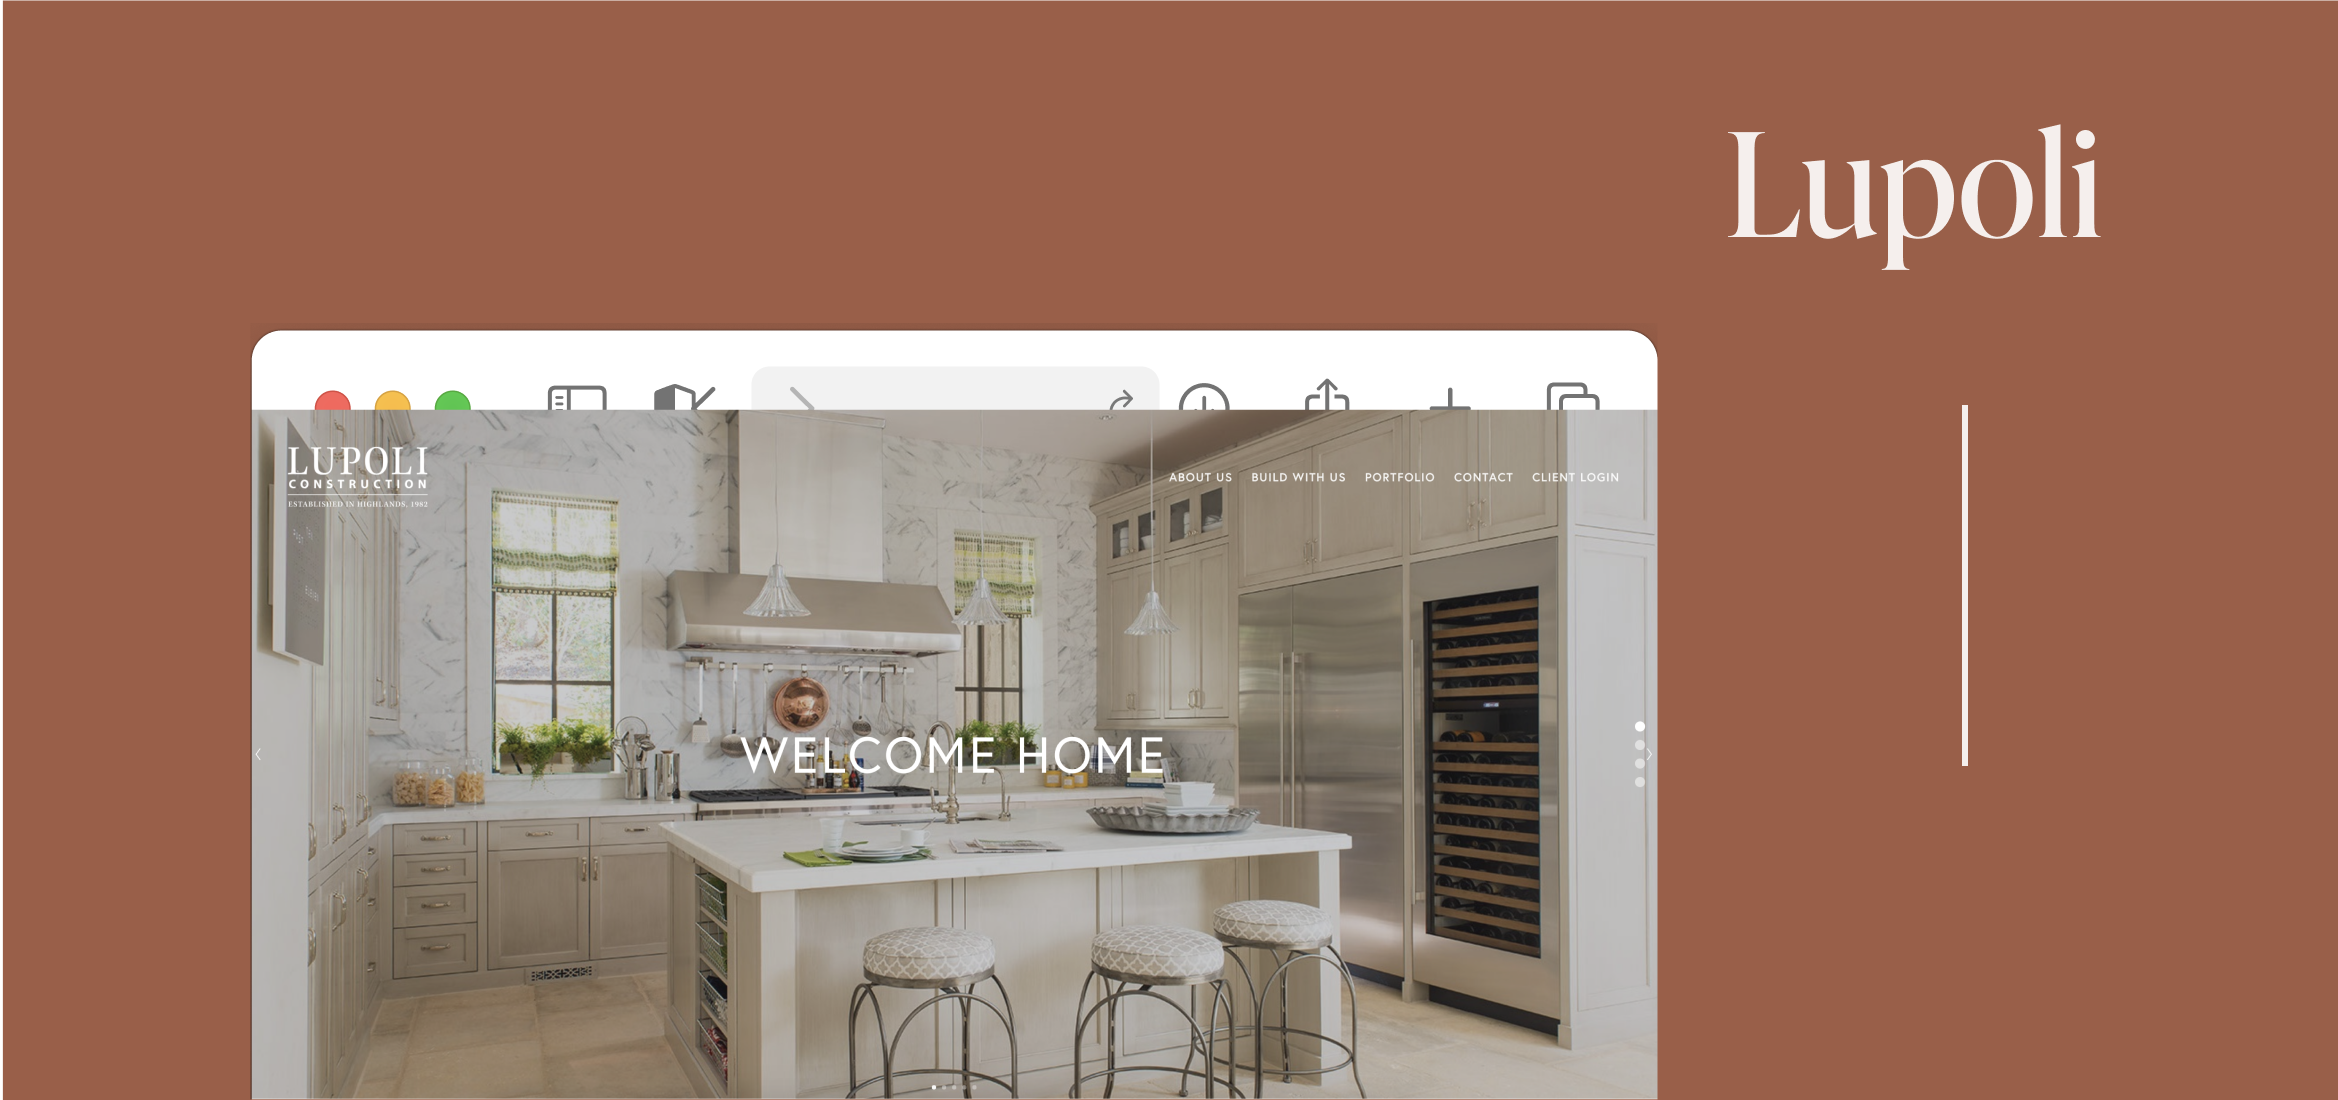 Lupoli
LUPOLI
CONSTRUCTION
ESTABLISHED IN HIGHLANDS, 1982
ABOUT US BUILD WITH US PORTFOLIO CONTACT CLIENT LOGIN
WELCOME HOME